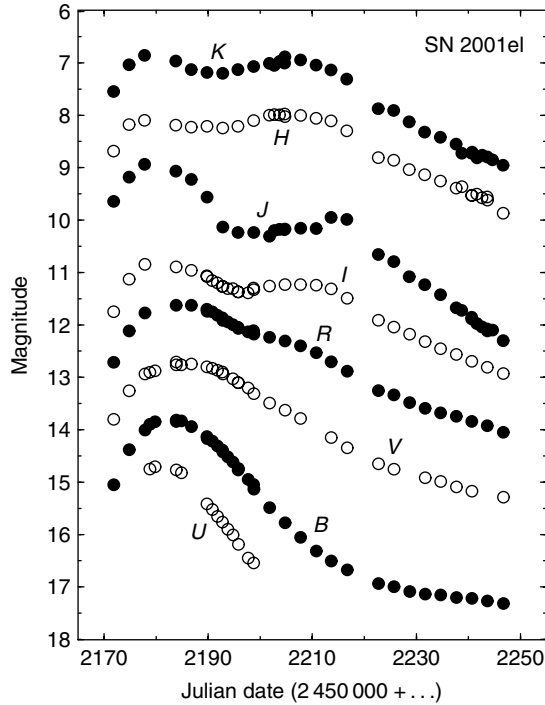 6
7
8
9
10
11
12
13
14
15
16
17
18
Magnitude
SN 2001el
K
H
J
I
R
V
B
U
2170
2190
2210
2230
2250
Julian date (2 450 000 + . . .)